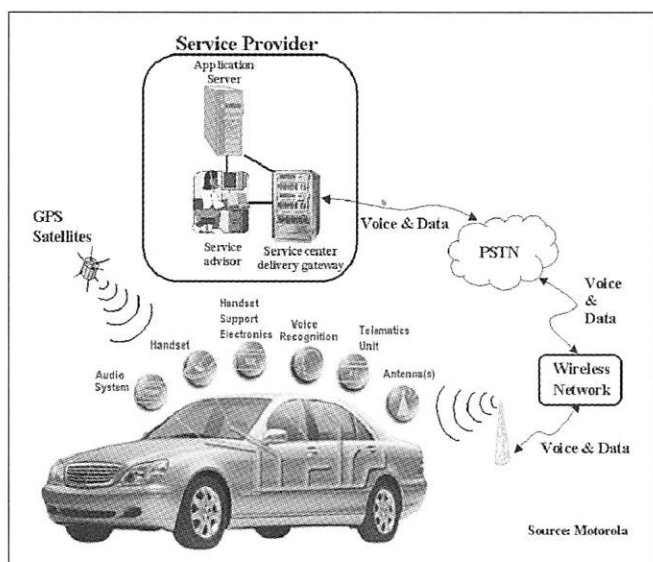 Service Provider
Application
Server
GPS
Satellites
Service
advisor
Service center
delivery gateway
Voice & Data
PSTN
Voice
&
Data
Handset
Support
Electronics
Voice
Recognition
Telematics
Unit
Handset
Audio
System
Antenna(s)
Wireless
Network
Voice & Data
Source: Motorola